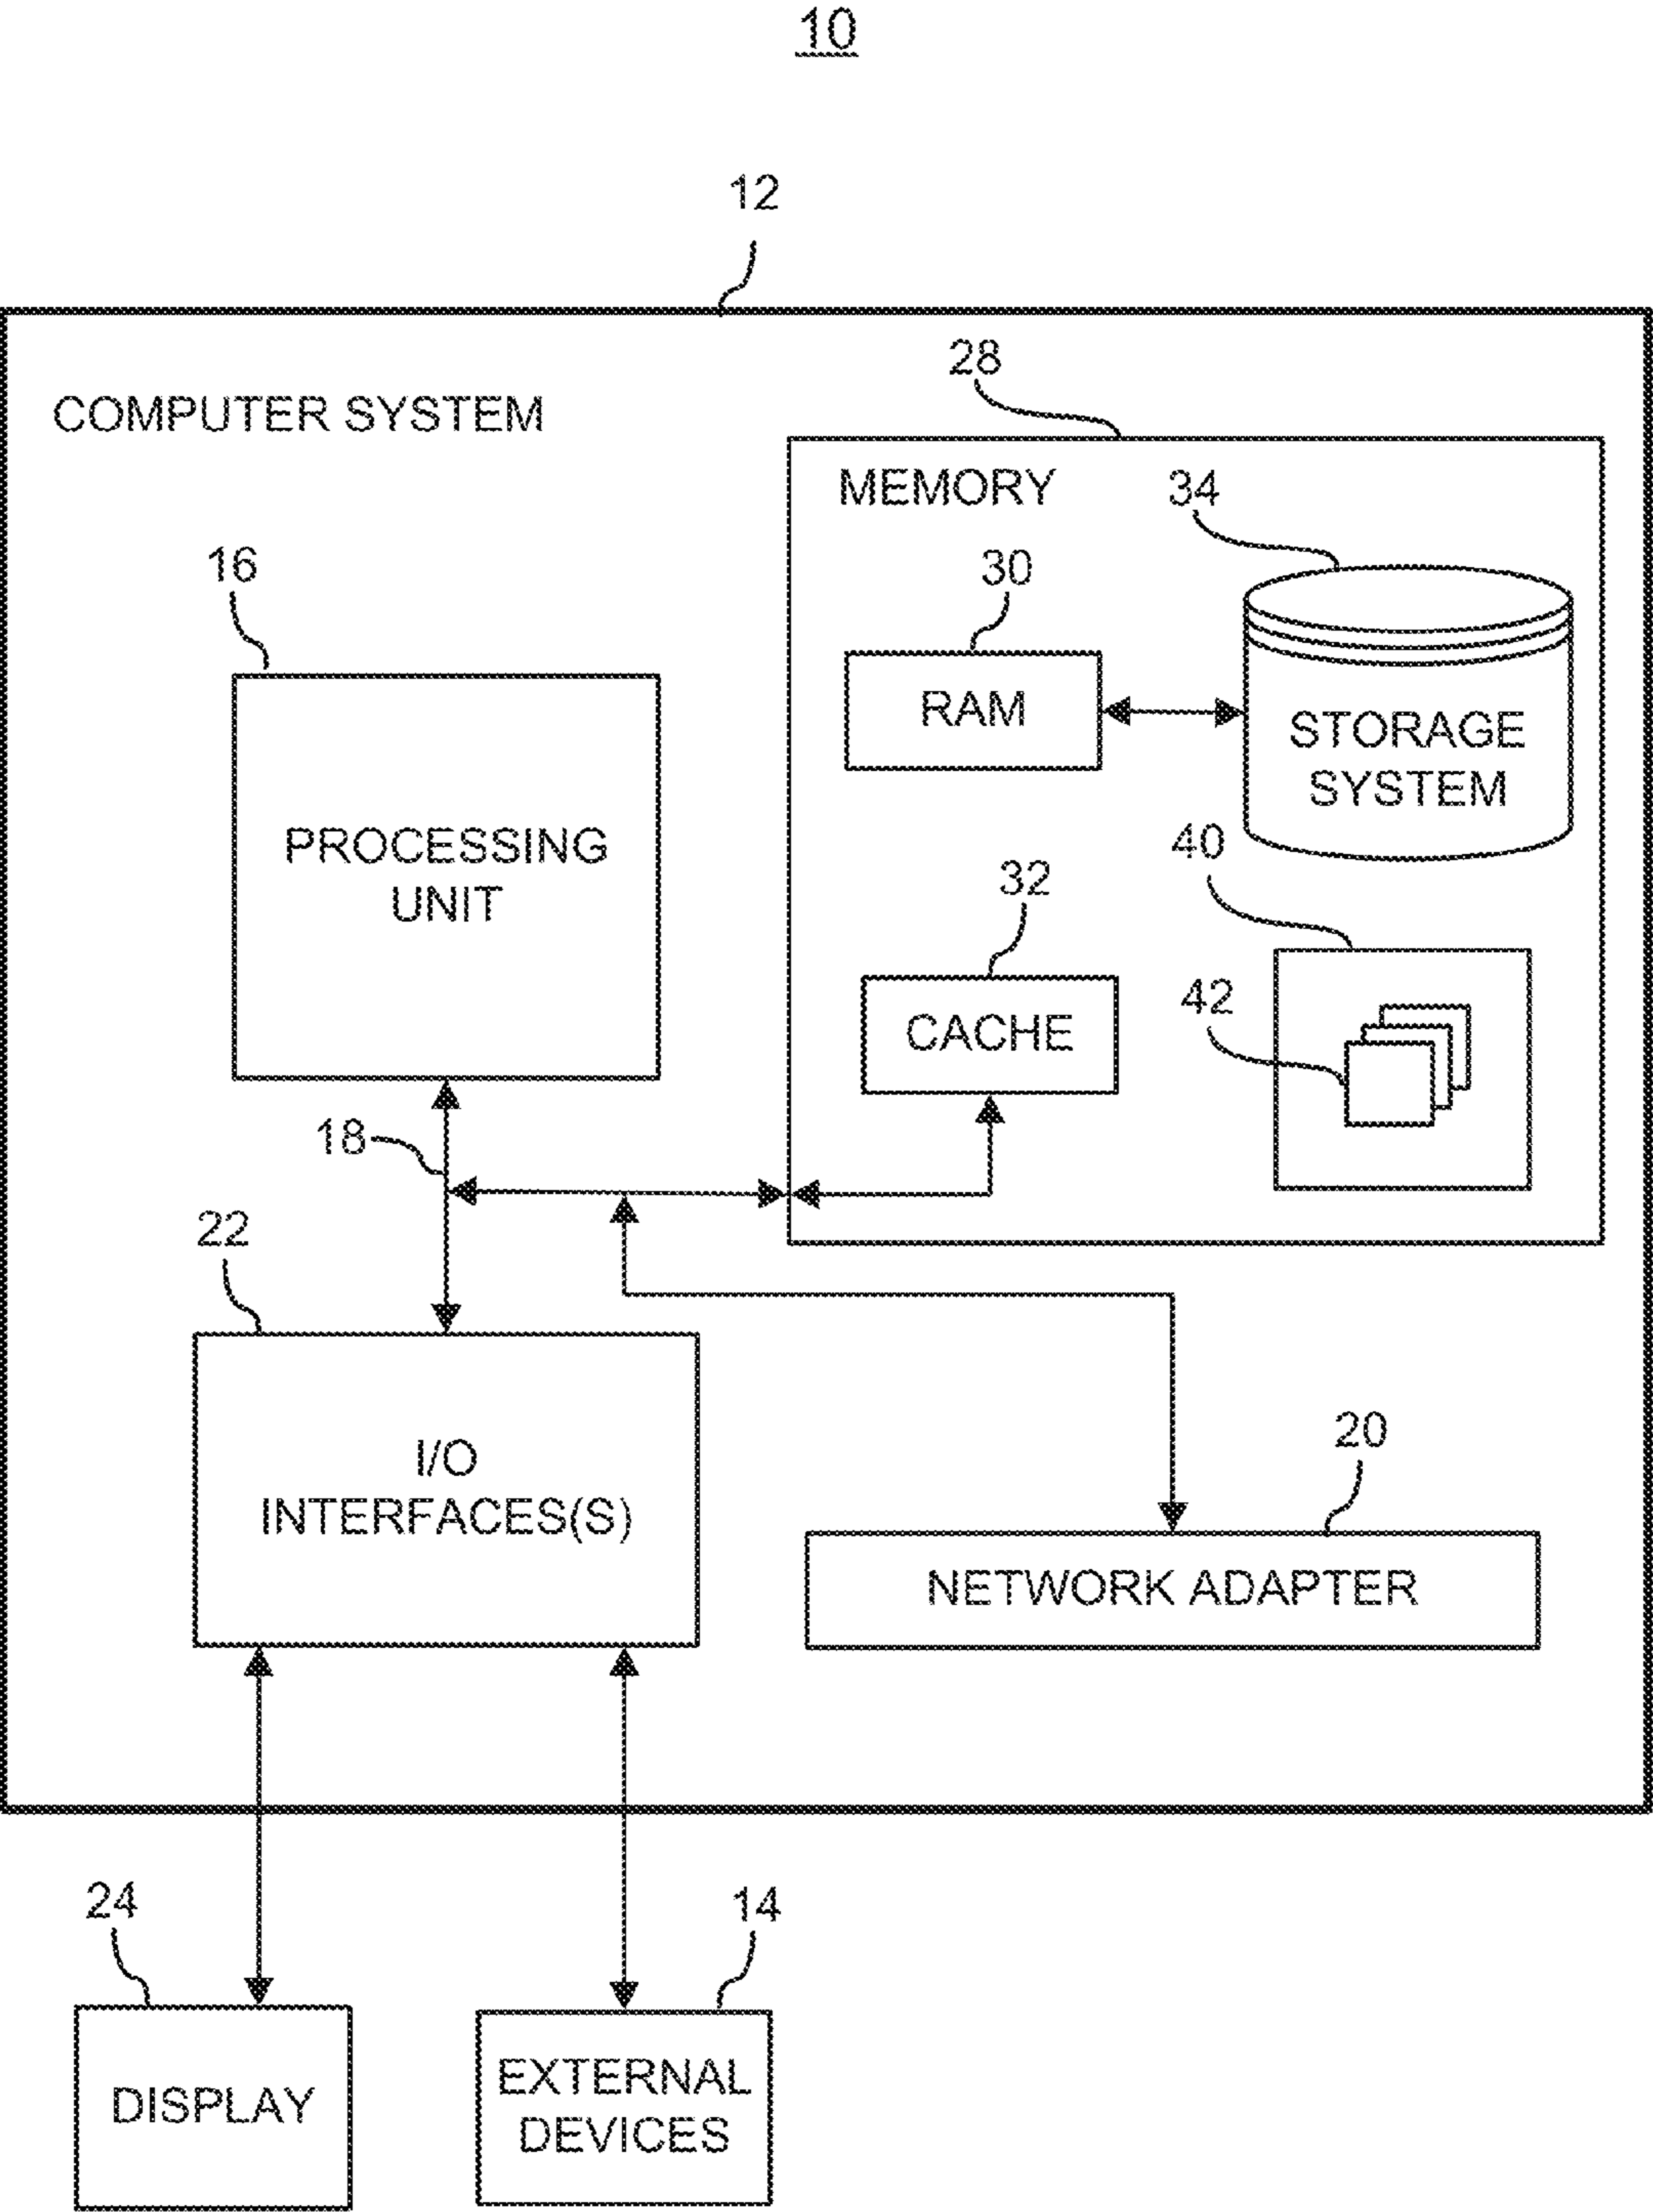 10
12
COMPUTER SYSTEM
28
MEMORY
34
16
30
RAM
STORAGE
SYSTEM
PROCESSING
UNIT
40
32
CACHE
42
18
22
I/O
INTERFACES(S)
20
NETWORK ADAPTER
24
14
DISPLAY
EXTERNAL
DEVICES